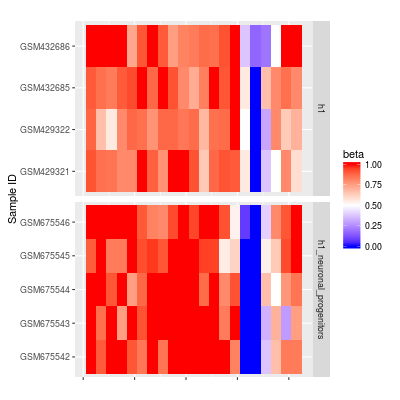 Sample ID
GSM432686
GSM432685
GSM429322
GSM429321
h1
GSM675546
GSM675545
GSM675544
GSM675543
GSM675542
h1_neuronal_progenitors
beta
1.00
0.75
0.50
0.25
0.00